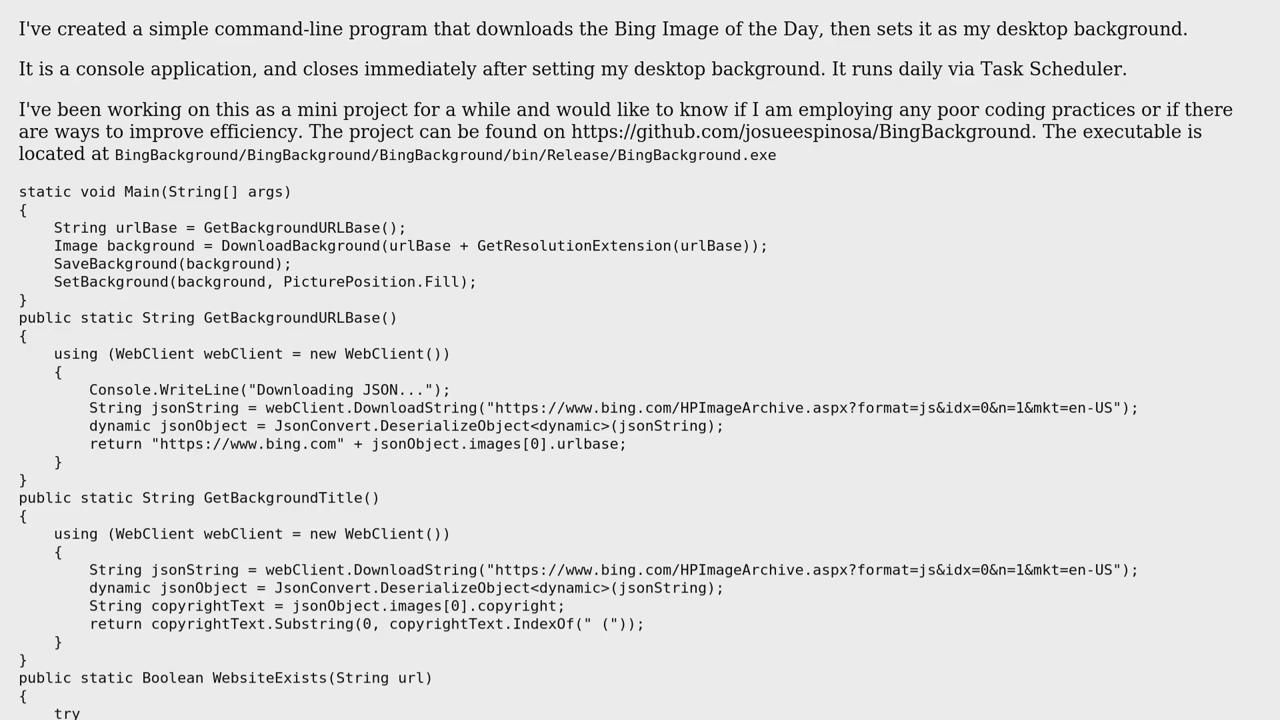 I've created a simple command-line program that downloads the Bing Image of the Day, then sets it as my desktop background.
It is a console application, and closes immediately after setting my desktop background. It runs daily via Task Scheduler.
I've been working on this as a mini project for a while and would like to know if I am employing any poor coding practices or if there
are ways to improve efficiency. The project can be found on https://github.com/josueespinosa/BingBackground. The executable is
located at BingBackground/BingBackground/BingBackground/bin/Release/BingBackground.exe
static void Main(String[] args)
{
    String urlBase = GetBackgroundURLBase();
    Image background = DownloadBackground(urlBase + GetResolutionExtension(urlBase));
    SaveBackground(background);
    SetBackground(background, PicturePosition.Fill);
}
public static String GetBackgroundURLBase()
{
    using (WebClient webClient = new WebClient())
    {
        Console.WriteLine("Downloading JSON...");
        String jsonString = webClient.DownloadString("https://www.bing.com/HPImageArchive.aspx?format=js&idx=0&n=1&mkt=en-US");
        dynamic jsonObject = JsonConvert.DeserializeObject<dynamic>(jsonString);
        return "https://www.bing.com" + jsonObject.images[0].urlbase;
    }
}
public static String GetBackgroundTitle()
{
    using (WebClient webClient = new WebClient())
    {
        String jsonString = webClient.DownloadString("https://www.bing.com/HPImageArchive.aspx?format=js&idx=0&n=1&mkt=en-US");
        dynamic jsonObject = JsonConvert.DeserializeObject<dynamic>(jsonString);
        String copyrightText = jsonObject.images[0].copyright;
        return copyrightText.Substring(0, copyrightText.IndexOf(" ("));
    }
}
public static Boolean WebsiteExists(String url)
{
    try